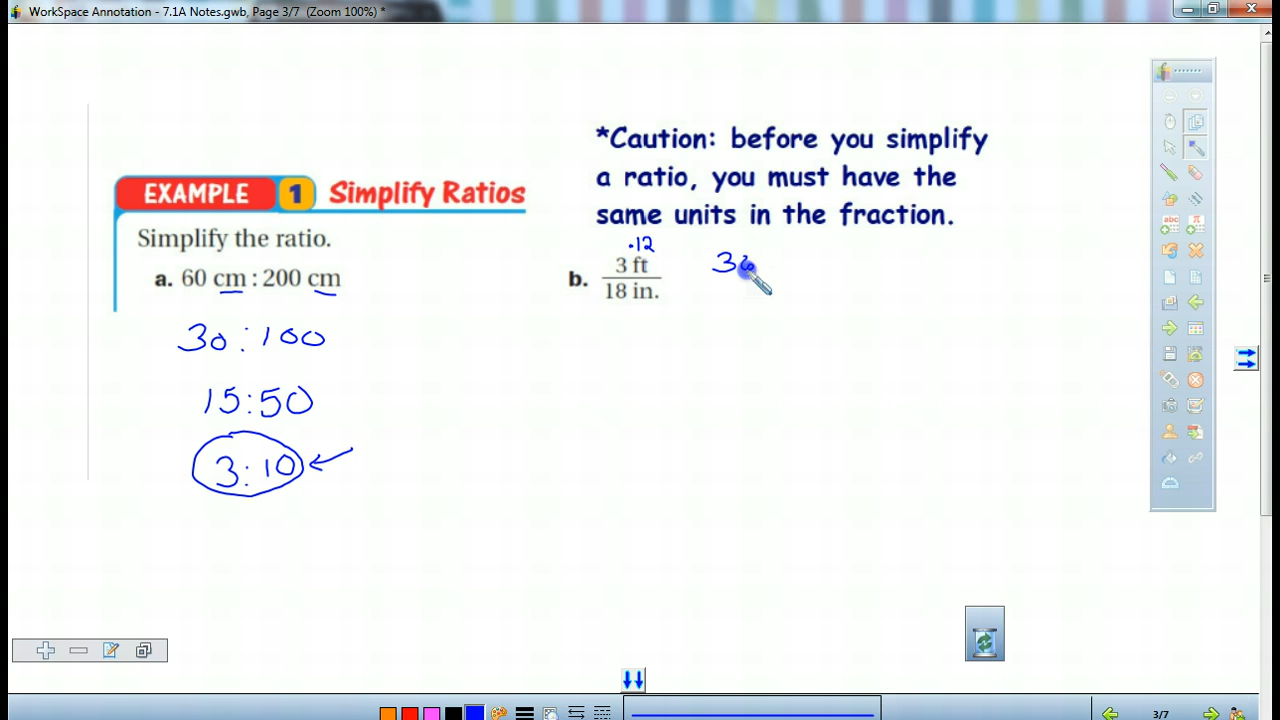 WorkSpace Annotation - 7.1A Notes.gwb, Page 3/7 (Zoom 100%) *
*Caution: before you simplify
a ratio, you must have the
same units in the fraction.
EXAMPLE 1 Simplify Ratios
Simplify the ratio.
a. 60 cm : 200 cm
30:100
15:50
3:10
·12
b. 3 ft
18 in.
36
abc
π
3/7